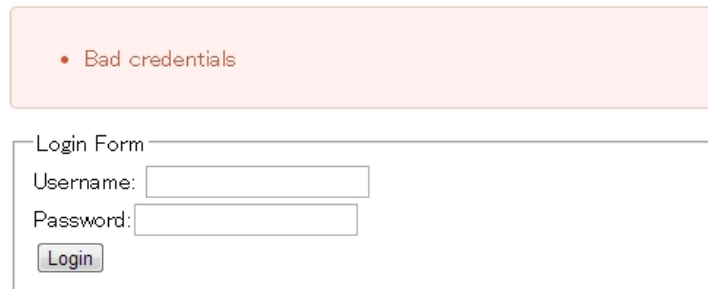 Bad credentials
Login Form
Username:
Password:
Login